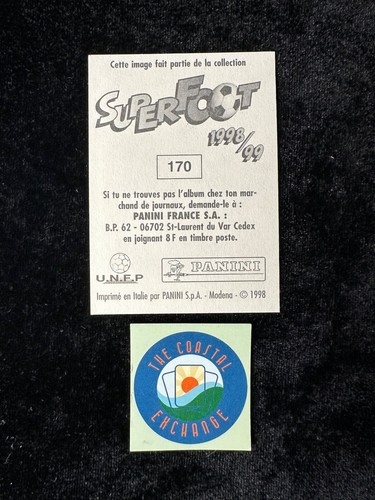 Cette image fait partie de la collection
SUPERFOOT
1998/99
170
Si tu ne trouves pas l'album chez ton mar-
chand de journaux, demande-le à :
PANINI FRANCE S.A. :
B.P. 62 - 06702 St-Laurent du Var Cedex
en joignant 8 F en timbre poste.
U.N.F.P
PANINI
Imprimé en Italie par PANINI S.p.A. - Modena - © 1998
THE COASTAL
EXCHANGE